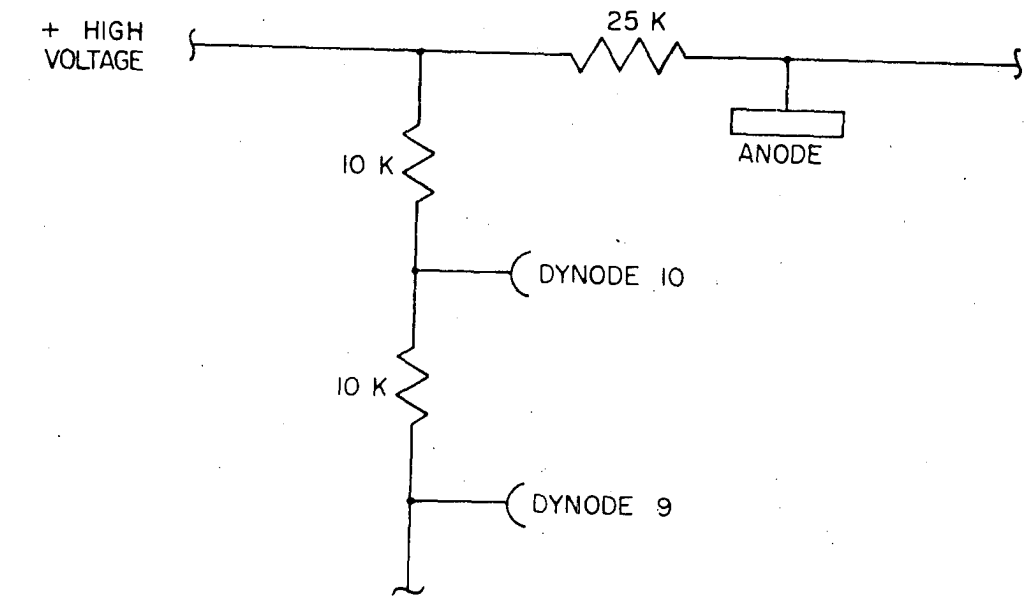 + HIGH
VOLTAGE
25 K
ANODE
10 K
DYNODE 10
10 K
DYNODE 9